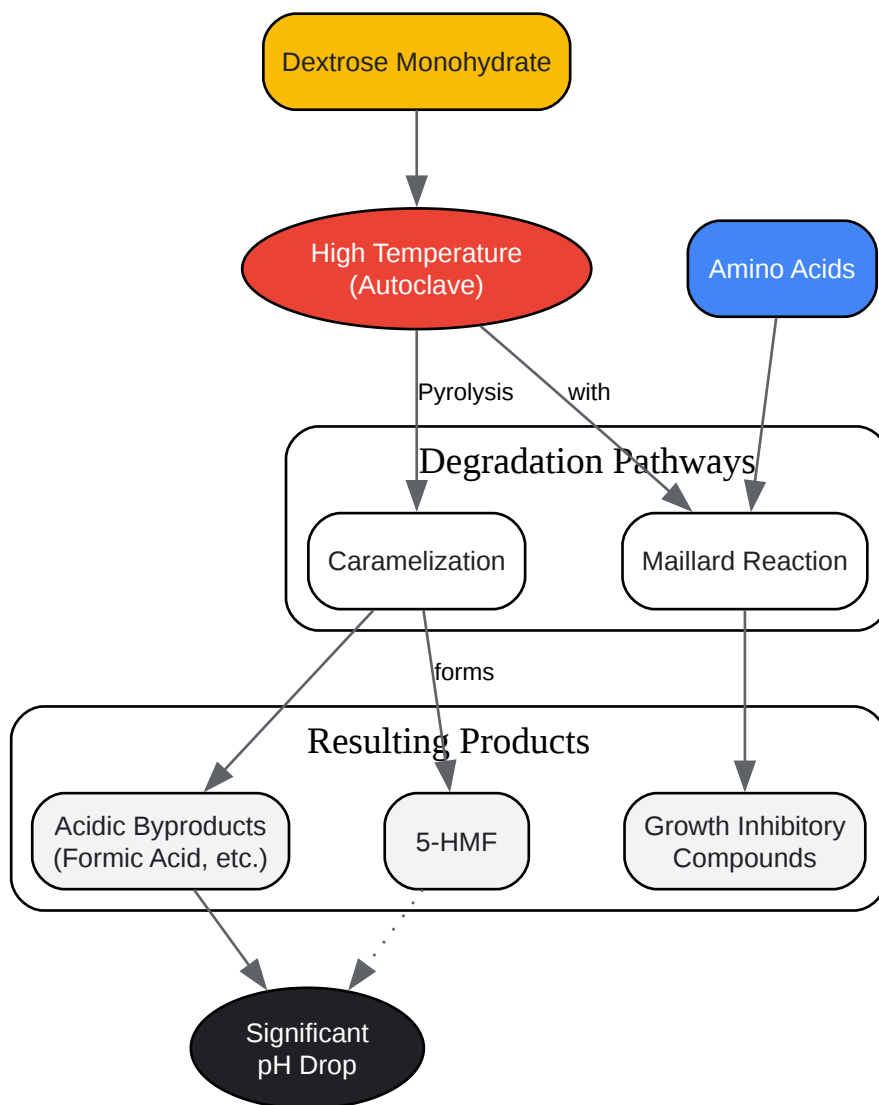 Dextrose Monohydrate
High Temperature
(Autoclave)
Amino Acids
Pyrolysis
with
Degradation Pathways
Caramelization
Maillard Reaction
forms
Resulting Products
Acidic Byproducts
(Formic Acid, etc.)
5-HMF
Growth Inhibitory
Compounds
Significant
pH Drop